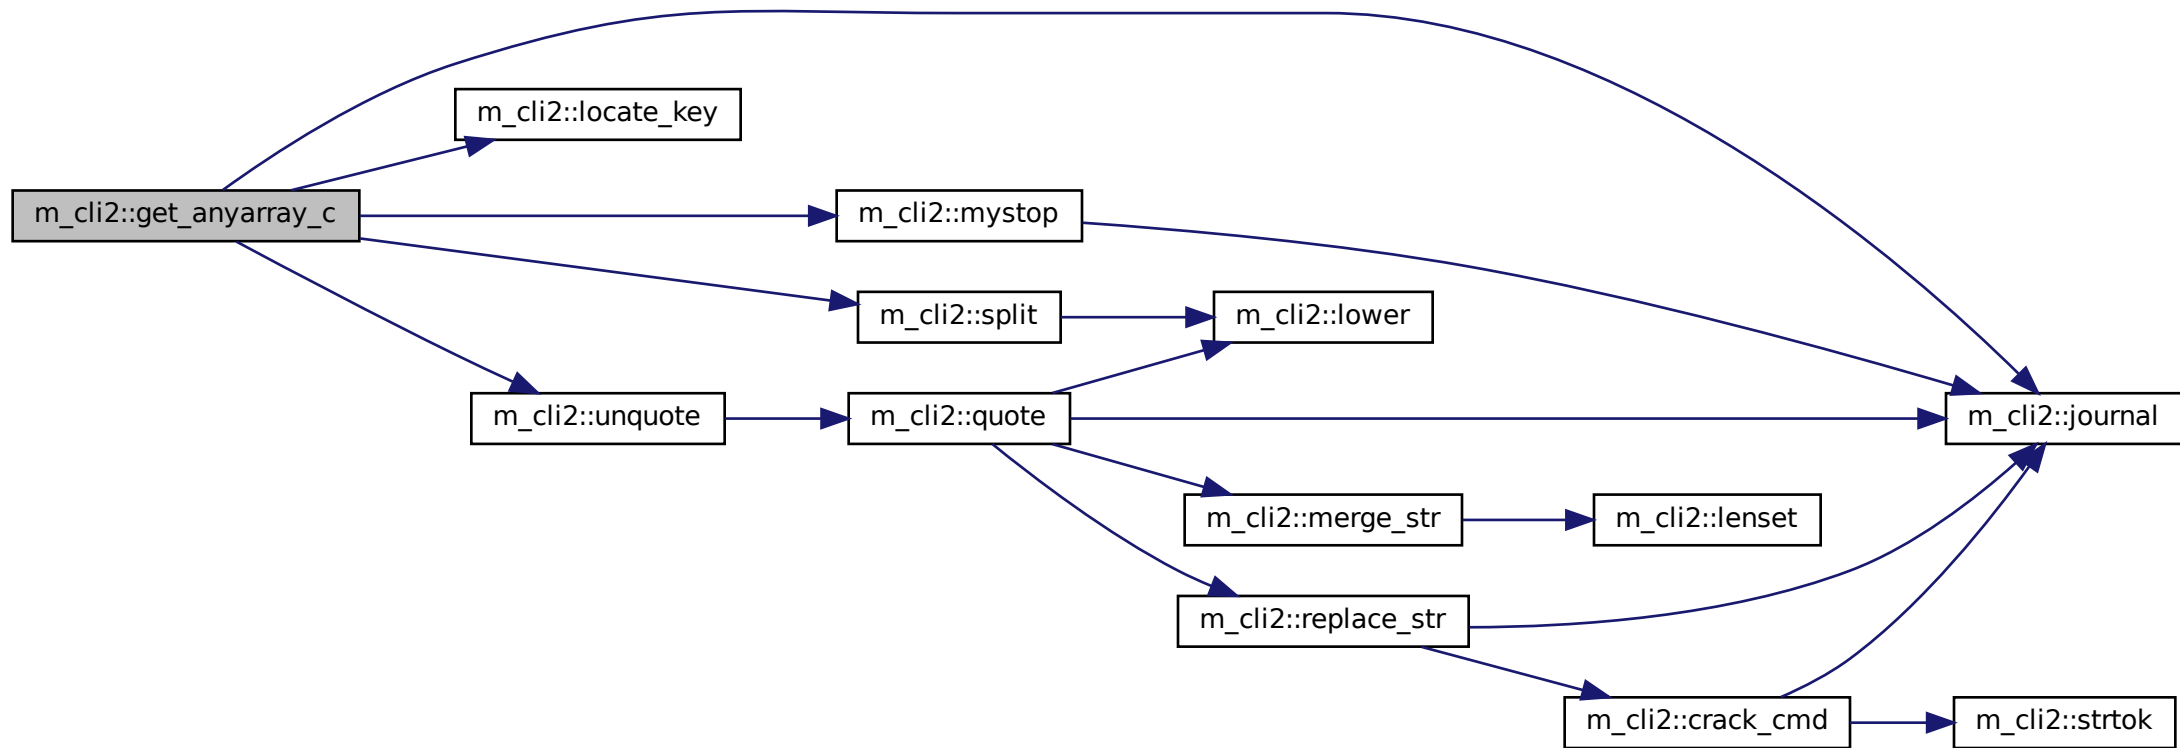 m_cli2::locate_key
m_cli2::get_anyarray_c
m_cli2::mystop
m_cli2::split
m_cli2::lower
m_cli2::unquote
m_cli2::quote
m_cli2::journal
m_cli2::merge_str
m_cli2::lenset
m_cli2::replace_str
m_cli2::crack_cmd
m_cli2::strtok